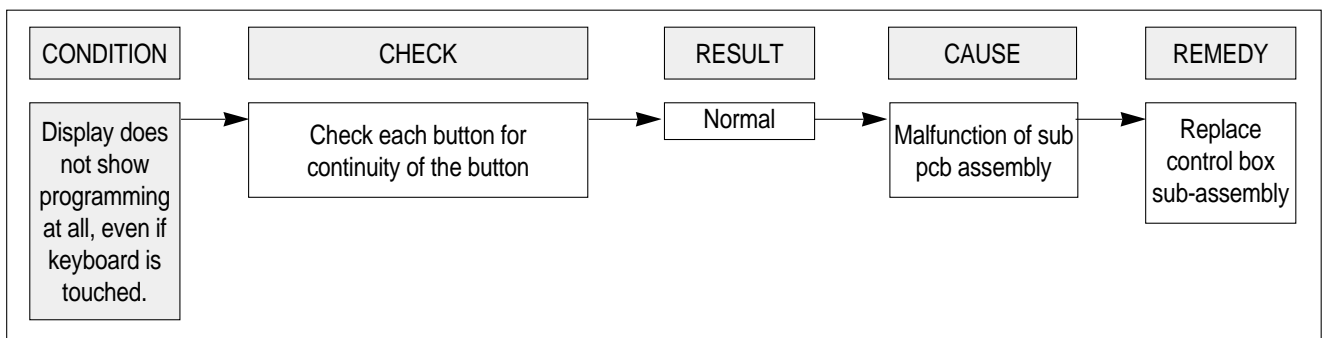 CONDITION
CHECK
RESULT
CAUSE
REMEDY
Display does
not show
programming
at all, even if
keyboard is
touched.
Check each button for
continuity of the button
Normal
Malfunction of sub
pcb assembly
Replace
control box
sub-assembly